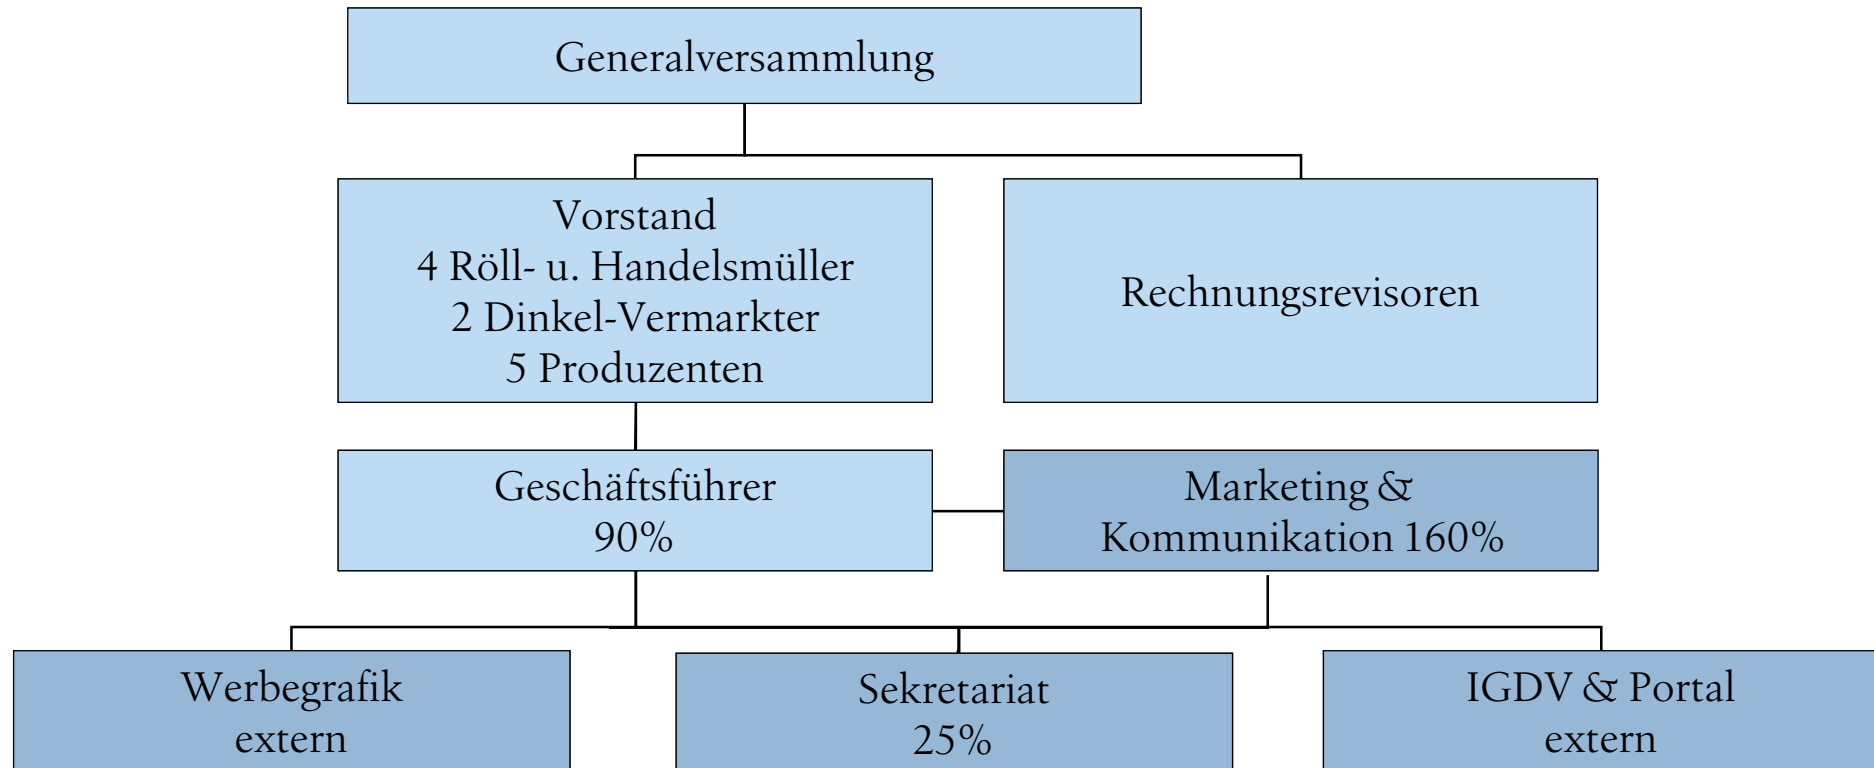 Generalversammlung
Vorstand
4 Röll- u. Handelsmüller
2 Dinkel-Vermarkter
5 Produzenten
Rechnungsrevisoren
Geschäftsführer
90%
Marketing &
Kommunikation 160%
Werbegrafik
extern
Sekretariat
25%
IGDV & Portal
extern